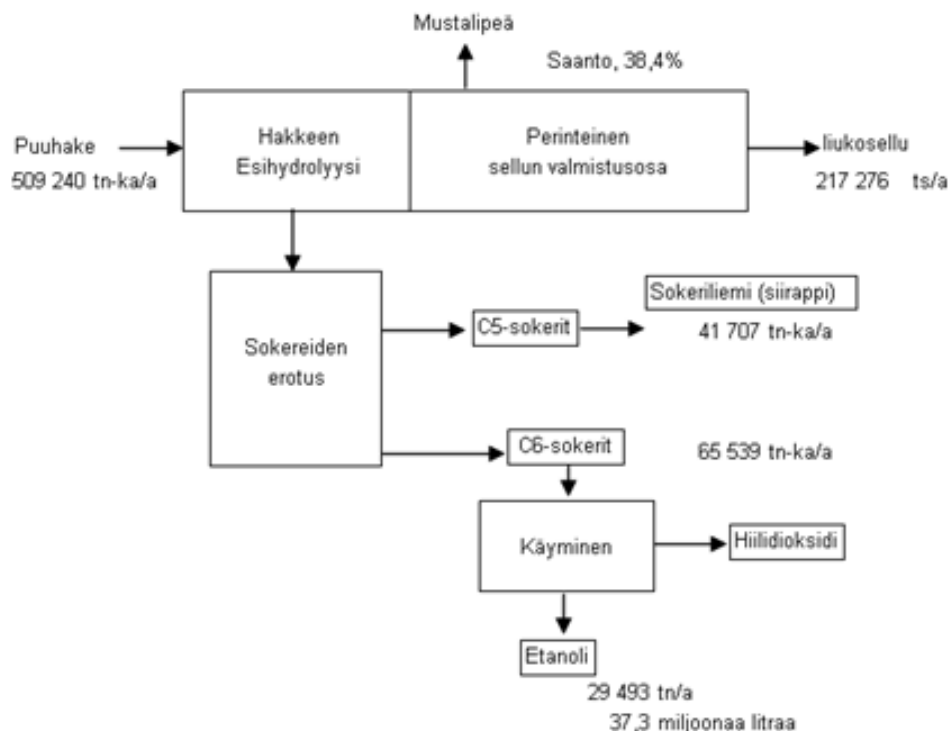 Mustalipeä
Saanto, 38,4%
Puuhake
509 240 tn-ka/a
Hakkeen
Esihydrolyysi
Perinteinen
sellun valmistusosa
liukosellu
217 276 ts/a
Sokereiden
erotus
C5-sokerit
Sokeriliemi (siirappi)
41 707 tn-ka/a
C6-sokerit
65 539 tn-ka/a
Käyminen
Hiilidioksidi
Etanoli
29 493 tn/a
37,3 miljoonaa litraa